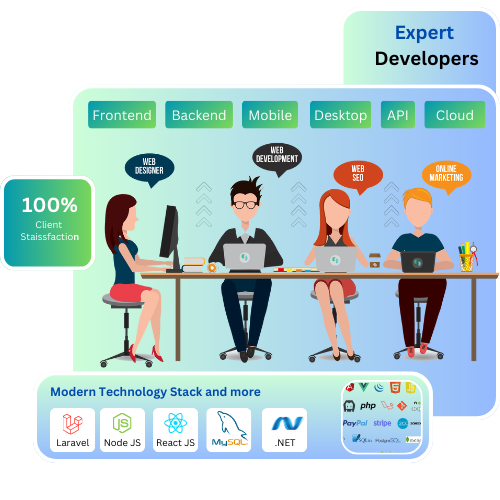 Expert
Developers
Frontend
Backend
Mobile
Desktop
API
Cloud
WEB
DESIGNER
WEB
DEVELOPMENT
WEB
SEO
ONLINE
MARKETING
100%
Client
Staissfaction
Modern Technology Stack and more
Laravel
Node JS
React JS
MySQL
.NET
php
PayPal
stripe
PostgreSQL